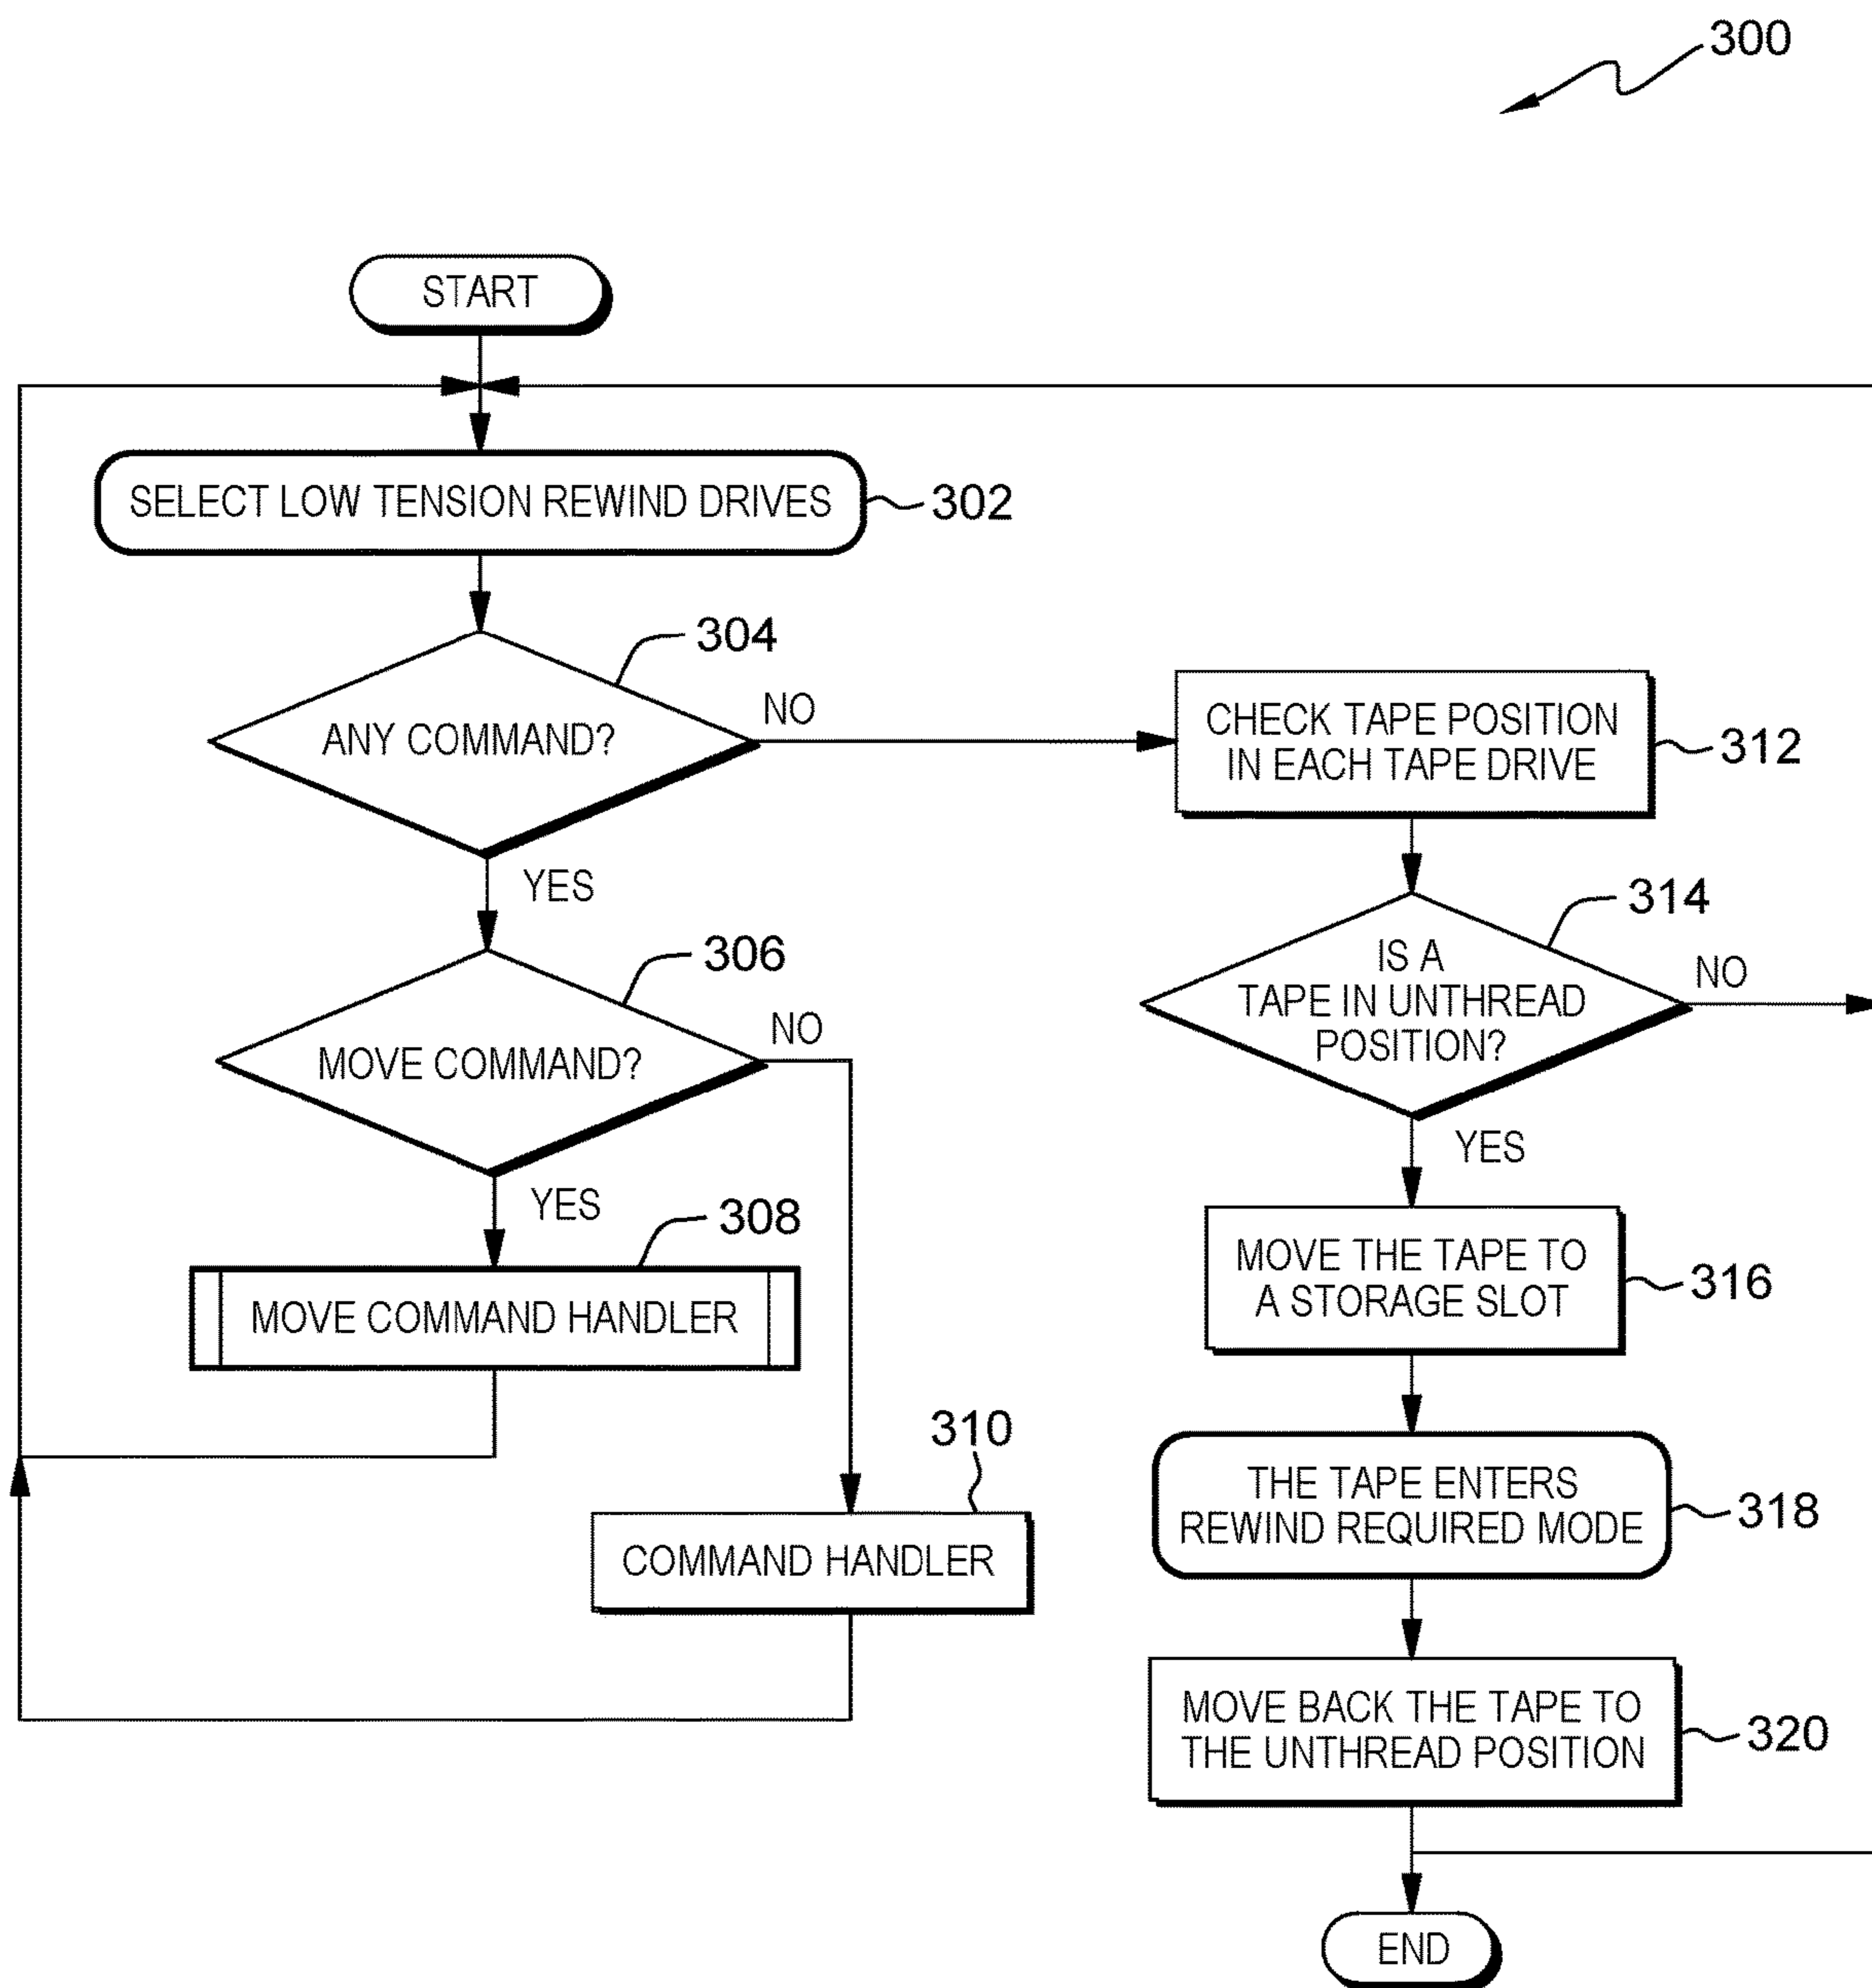 300
START
SELECT LOW TENSION REWIND DRIVES
302
304
ANY COMMAND?
NO
YES
306
MOVE COMMAND?
NO
YES
308
MOVE COMMAND HANDLER
310
COMMAND HANDLER
CHECK TAPE POSITION
IN EACH TAPE DRIVE
312
314
IS A
TAPE IN UNTHREAD
POSITION?
NO
YES
MOVE THE TAPE TO
A STORAGE SLOT
316
THE TAPE ENTERS
REWIND REQUIRED MODE
318
MOVE BACK THE TAPE TO
THE UNTHREAD POSITION
320
END